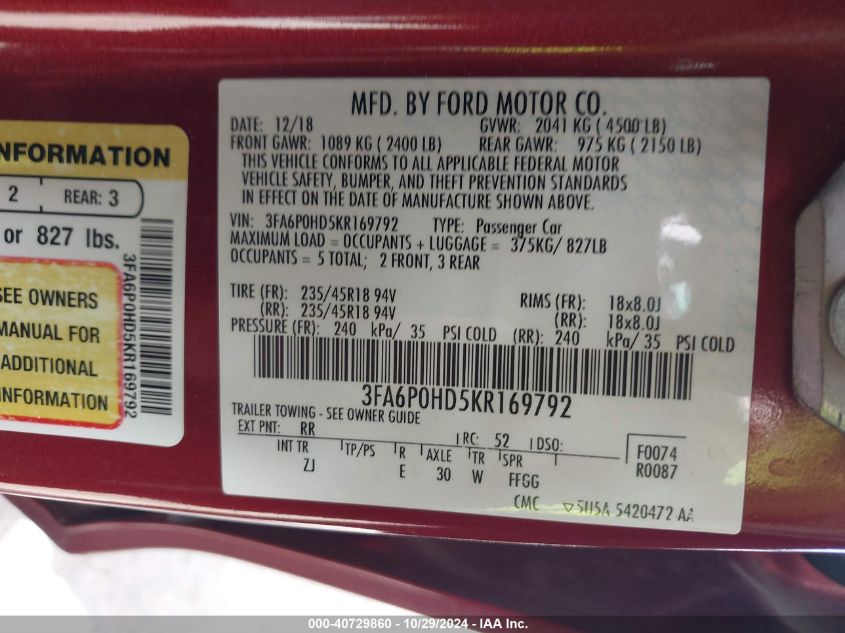 NFORMATION
2
REAR: 3
or 827 lbs.
SEE OWNERS
MANUAL FOR
ADDITIONAL
INFORMATION
3FA6P0HD5KR169792
MFD. BY FORD MOTOR CO.
DATE: 12/18 GVWR: 2041 KG ( 4500 LB)
FRONT GAWR: 1089 KG ( 2400 LB) REAR GAWR: 975 KG ( 2150 LB)
THIS VEHICLE CONFORMS TO ALL APPLICABLE FEDERAL MOTOR
VEHICLE SAFETY, BUMPER, AND THEFT PREVENTION STANDARDS
IN EFFECT ON THE DATE OF MANUFACTURE SHOWN ABOVE.
VIN: 3FA6P0HD5KR169792 TYPE: Passenger Car
MAXIMUM LOAD = OCCUPANTS + LUGGAGE = 375KG/ 827LB
OCCUPANTS = 5 TOTAL; 2 FRONT, 3 REAR
TIRE (FR): 235/45R18 94V RIMS (FR): 18x8.0J
(RR): 235/45R18 94V (RR): 18x8.0J
PRESSURE (FR): 240 kPa/ 35 PSI COLD (RR): 240 kPa/ 35 PSI COLD
3FA6P0HD5KR169792
TRAILER TOWING - SEE OWNER GUIDE
EXT PNT: RR RC: 52 DSO: F0074
INT TR TP/PS R AXLE TR SPR R0087
ZJ E 30 W FFGG
CMC 5U5A 5420472 AA
000-40729860 - 10/29/2024 - IAA Inc.